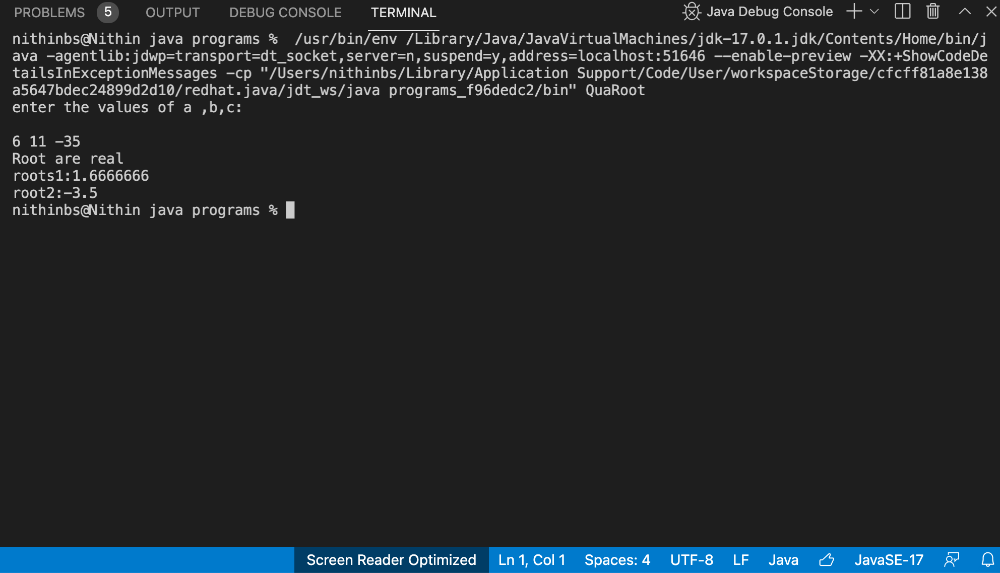 PROBLEMS 5 OUTPUT DEBUG CONSOLE TERMINAL Java Debug Console
nithinbs@Nithin java programs %  /usr/bin/env /Library/Java/JavaVirtualMachines/jdk-17.0.1.jdk/Contents/Home/bin/j
ava -agentlib:jdwp=transport=dt_socket,server=n,suspend=y,address=localhost:51646 --enable-preview -XX:+ShowCodeDe
tailsInExceptionMessages -cp "/Users/nithinbs/Library/Application Support/Code/User/workspaceStorage/cfcff81a8e138
a5647bdec24899d2d10/redhat.java/jdt_ws/java programs_f96dedc2/bin" QuaRoot
enter the values of a ,b,c:
6 11 -35
Root are real
roots1:1.6666666
root2:-3.5
nithinbs@Nithin java programs %
Screen Reader Optimized Ln 1, Col 1 Spaces: 4 UTF-8 LF Java JavaSE-17